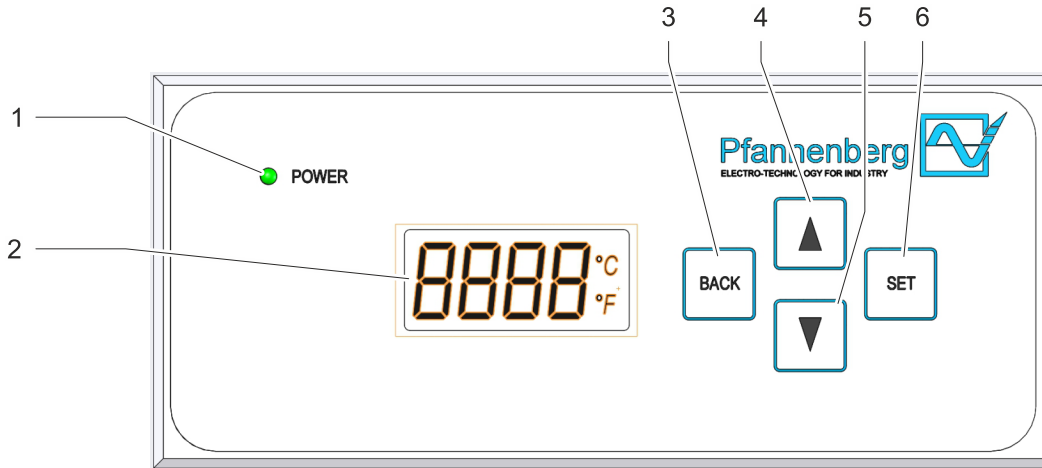 3 4 5 6
1
Pfannenberg
ELECTRO-TECHNOLOGY FOR INDUSTRY
POWER
2
8888 °C
°F
BACK
SET